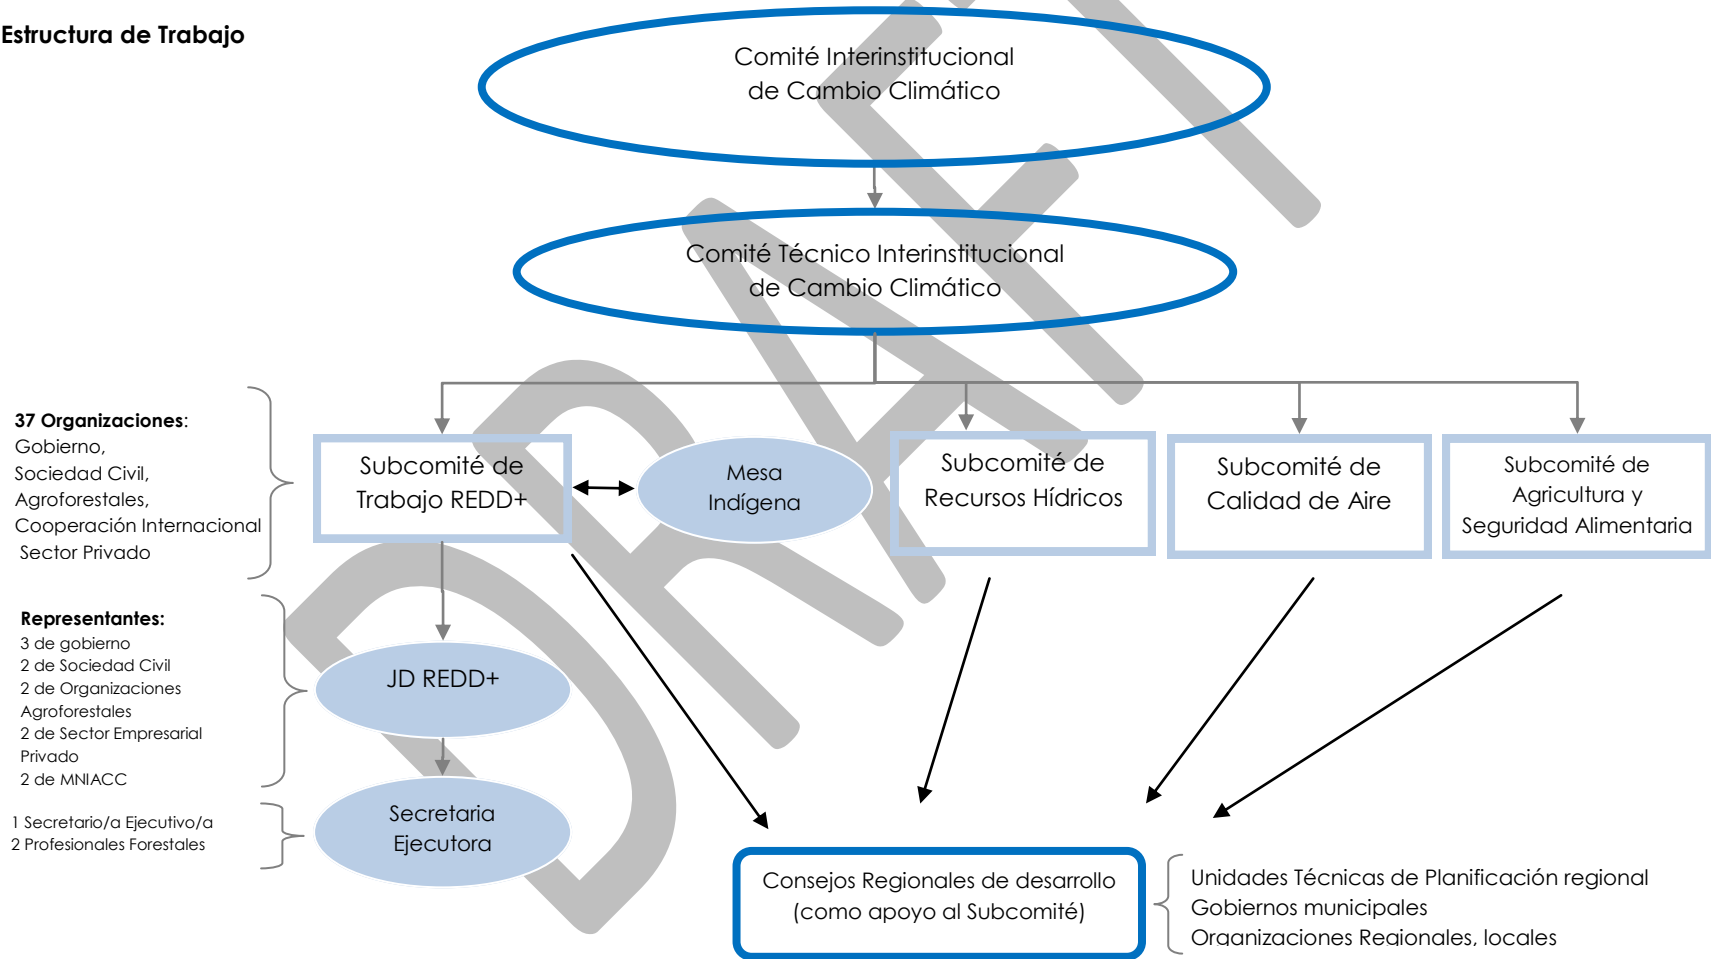 Estructura de Trabajo
Comité Interinstitucional
de Cambio Climático
Comité Técnico Interinstitucional
de Cambio Climático
37 Organizaciones:
Gobierno,
Sociedad Civil,
Agroforestales,
Cooperación Internacional
Sector Privado
Subcomité de
Trabajo REDD+
Mesa
Indígena
Subcomité de
Recursos Hídricos
Subcomité de
Calidad de Aire
Subcomité de
Agricultura y
Seguridad Alimentaria
Representantes:
3 de gobierno
2 de Sociedad Civil
2 de Organizaciones
Agroforestales
2 de Sector Empresarial
Privado
2 de MNIACC
JD REDD+
1 Secretario/a Ejecutivo/a
2 Profesionales Forestales
Secretaria
Ejecutora
Consejos Regionales de desarrollo
(como apoyo al Subcomité)
Unidades Técnicas de Planificación regional
Gobiernos municipales
Organizaciones Regionales, locales
DRAFT